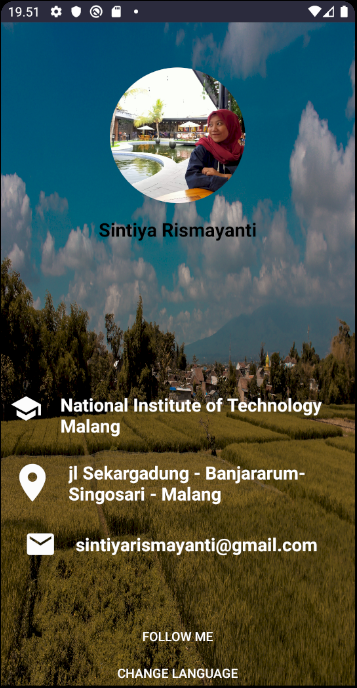 19.51
Sintiya Rismayanti
National Institute of Technology
Malang
jl Sekargadung - Banjararum-
Singosari - Malang
sintiyarismayanti@gmail.com
FOLLOW ME
CHANGE LANGUAGE